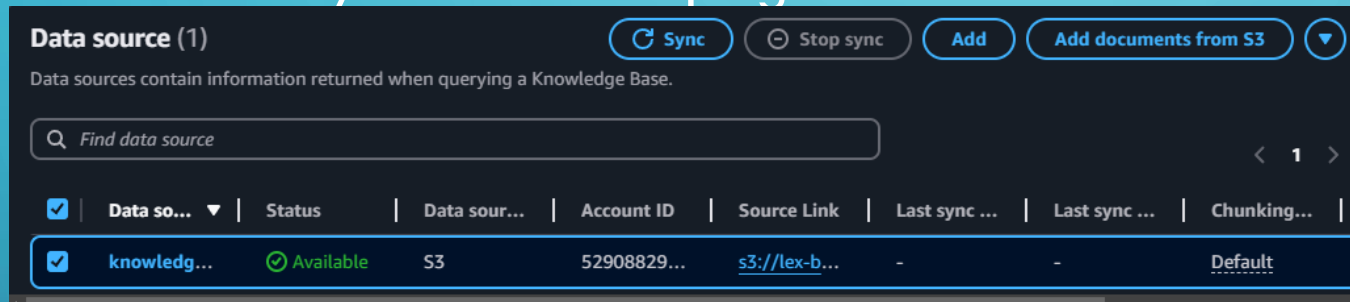 Data source (1) Sync Stop sync Add Add documents from S3
Data sources contain information returned when querying a Knowledge Base.
Find data source
1
Data so... Status Data sour... Account ID Source Link Last sync ... Last sync ... Chunking...
knowledg... Available S3 52908829... s3://lex-b... - - Default